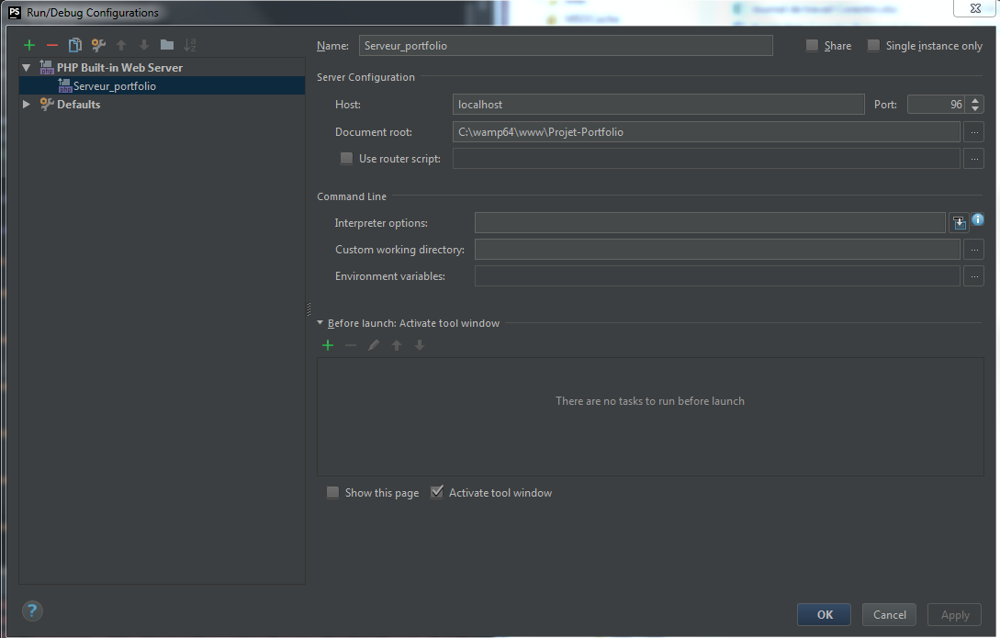 PS Run/Debug Configurations
Name: Serveur_portfolio Share Single instance only
PHP Built-in Web Server
Serveur_portfolio
Defaults
Server Configuration
Host: localhost Port: 96
Document root: C:\wamp64\www\Projet-Portfolio ...
Use router script: ...
Command Line
Interpreter options:
Custom working directory: ...
Environment variables: ...
Before launch: Activate tool window
There are no tasks to run before launch
Show this page Activate tool window
? OK Cancel Apply